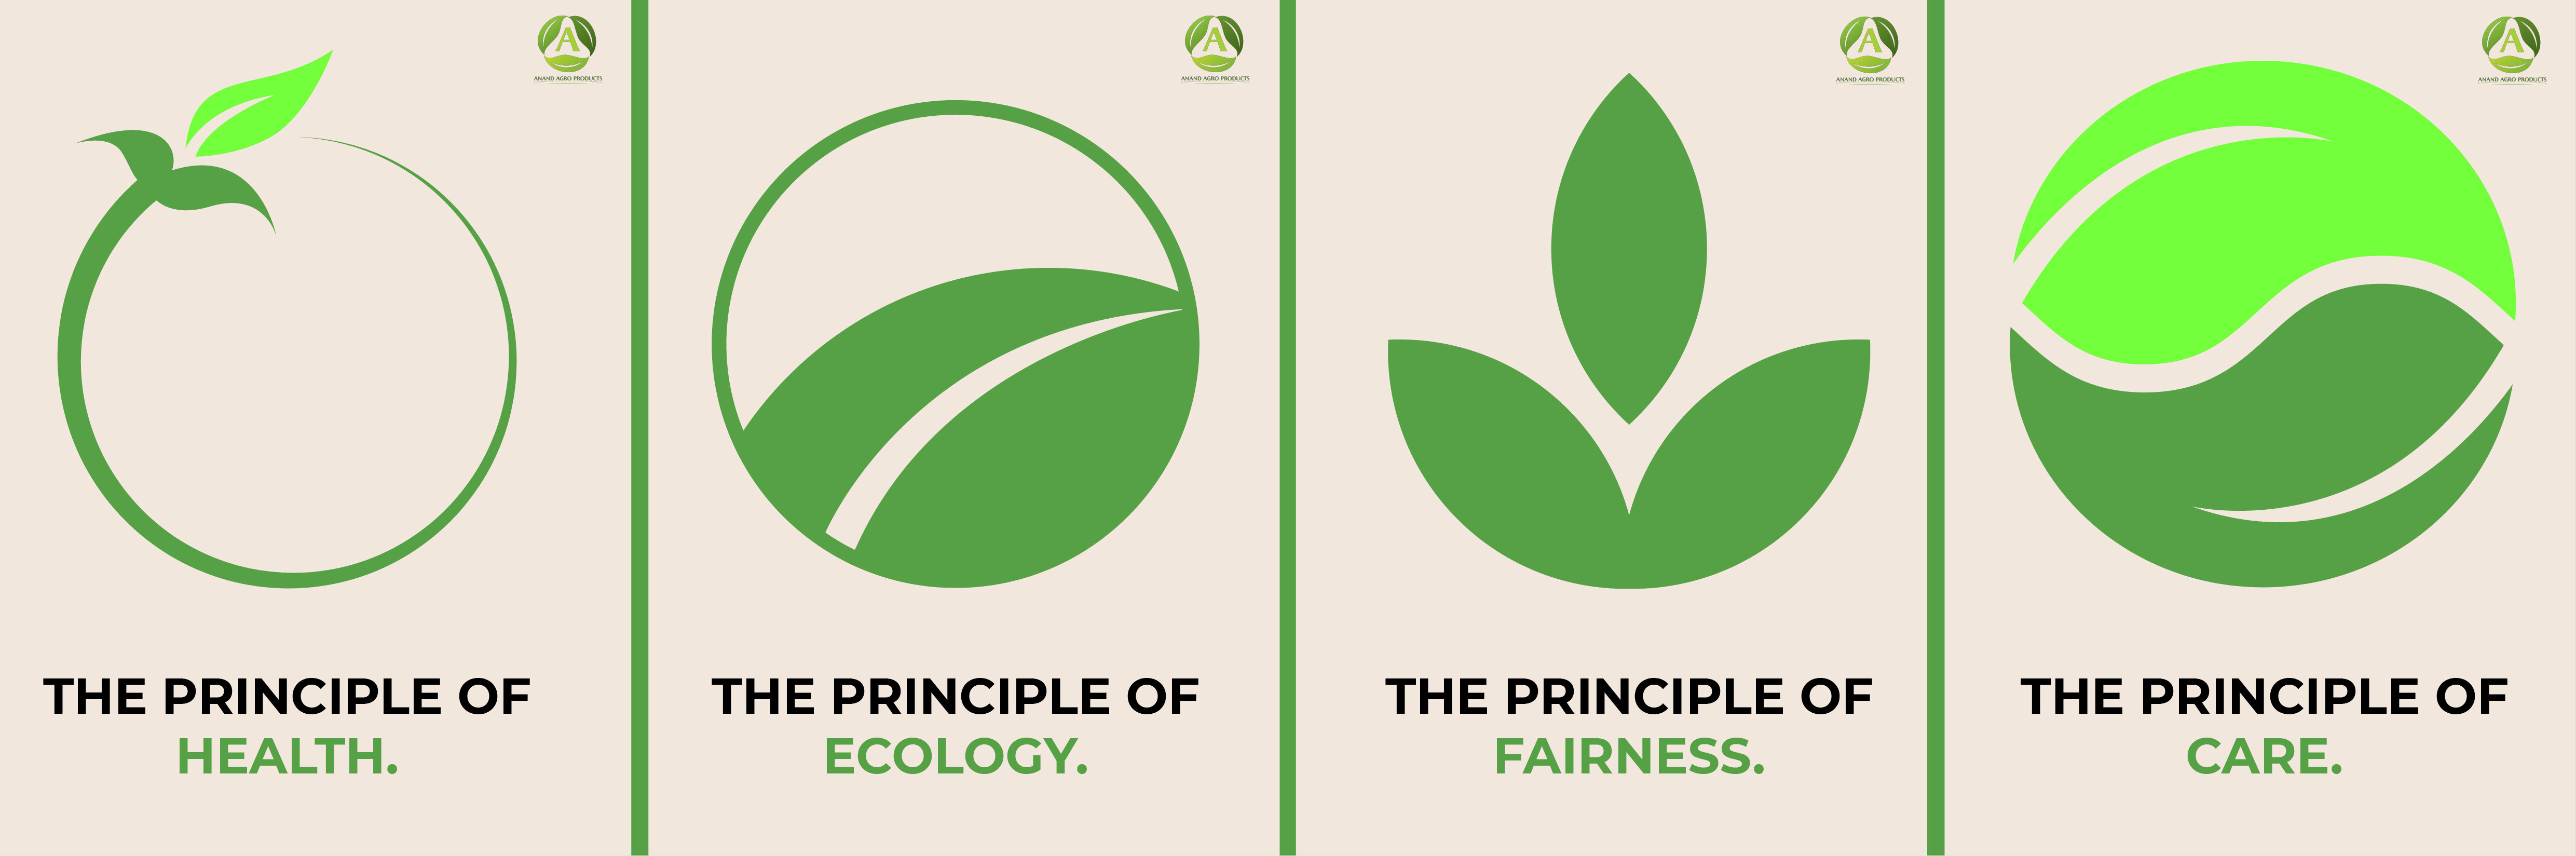 A
ANAND AGRO PRODUCTS
THE PRINCIPLE OF
HEALTH.
A
ANAND AGRO PRODUCTS
THE PRINCIPLE OF
ECOLOGY.
A
ANAND AGRO PRODUCTS
THE PRINCIPLE OF
FAIRNESS.
A
ANAND AGRO PRODUCTS
THE PRINCIPLE OF
CARE.